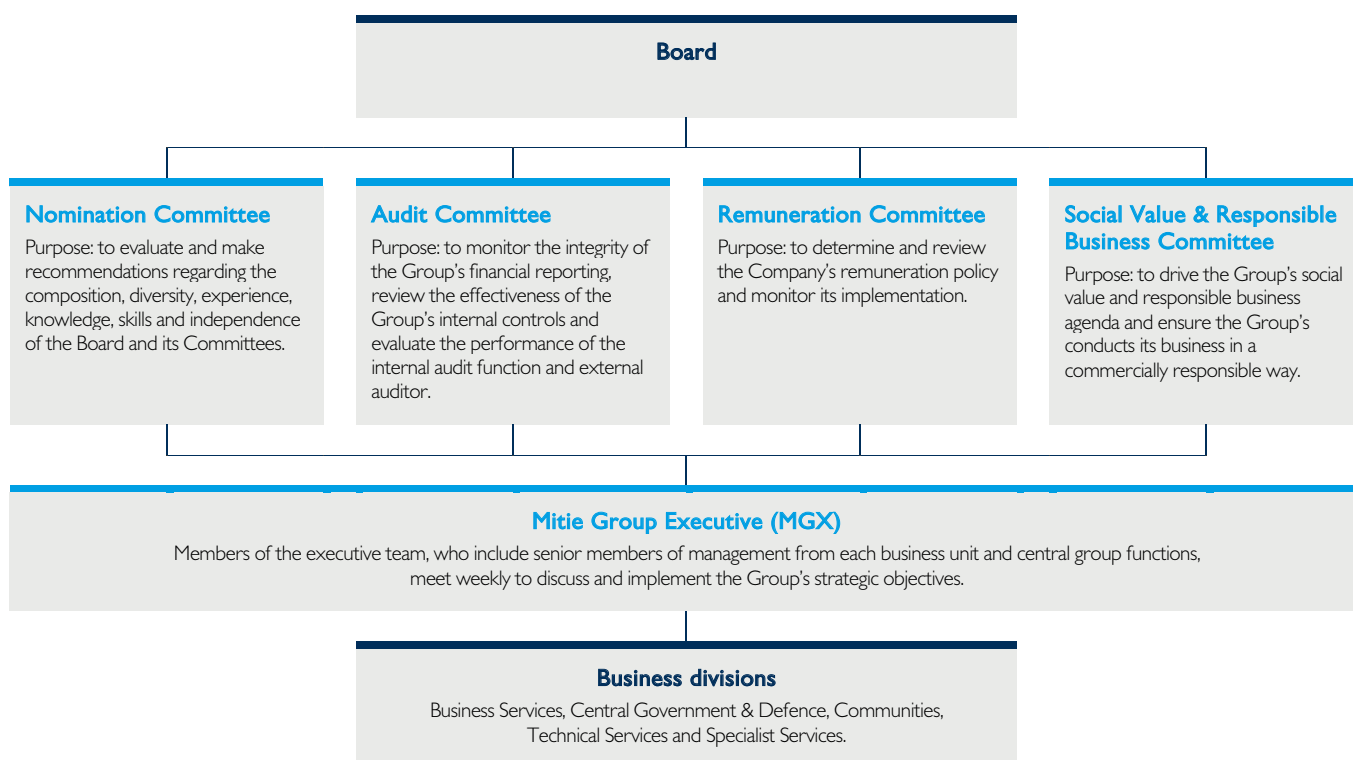 Board
Nomination Committee
Purpose: to evaluate and make
recommendations regarding the
composition, diversity, experience,
knowledge, skills and independence
of the Board and its Committees.
Audit Committee
Purpose: to monitor the integrity of
the Group’s financial reporting,
review the effectiveness of the
Group’s internal controls and
evaluate the performance of the
internal audit function and external
auditor.
Remuneration Committee
Purpose: to determine and review
the Company’s remuneration policy
and monitor its implementation.
Social Value & Responsible
Business Committee
Purpose: to drive the Group’s social
value and responsible business
agenda and ensure the Group’s
conducts its business in a
commercially responsible way.
Mitie Group Executive (MGX)
Members of the executive team, who include senior members of management from each business unit and central group functions,
meet weekly to discuss and implement the Group’s strategic objectives.
Business divisions
Business Services, Central Government & Defence, Communities,
Technical Services and Specialist Services.